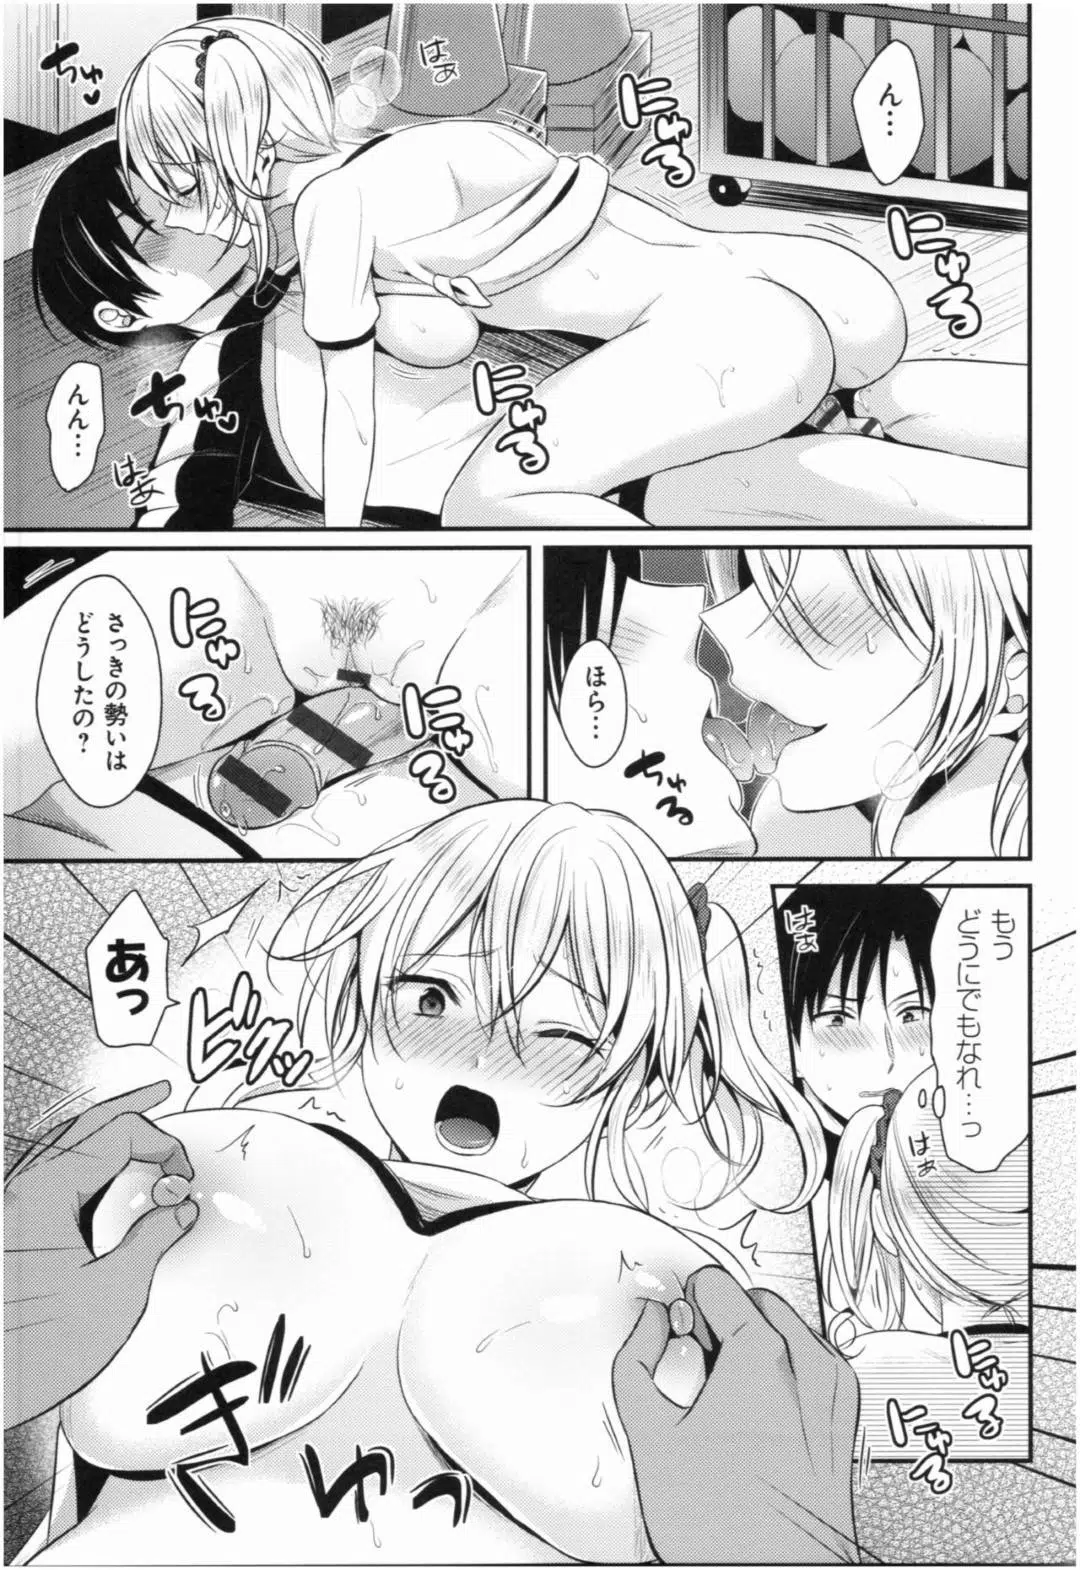 ん…
はぁ
ちゅ♥
にゅる
にゅる
にゅる
ちゅ♥
んん…
はぁ
ほら…
ちゅる
さっきの勢いは
どうしたの?
にゅる
にゅる
もう
どうにでもなれ…っ
はぁ
はぁ
にゅる
にゅる
あっ
ビクッ
ぎゅっ